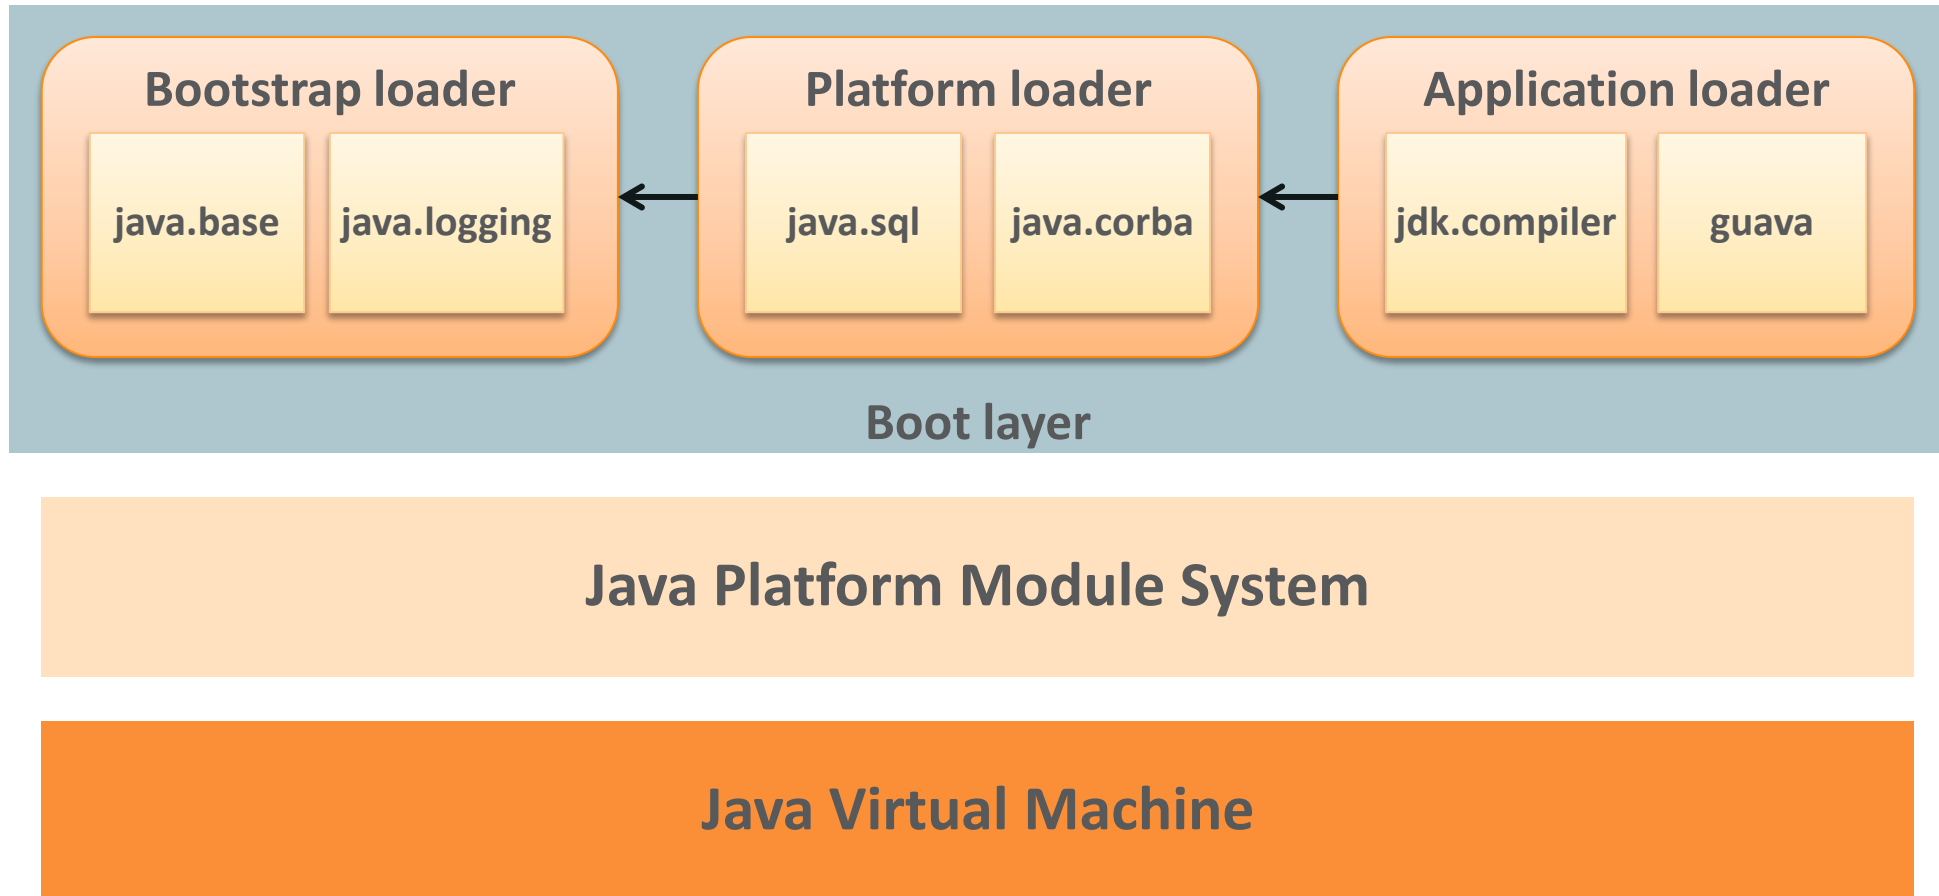 Bootstrap loader
java.base
java.logging
Platform loader
java.sql
java.corba
Application loader
jdk.compiler
guava
Boot layer
Java Platform Module System
Java Virtual Machine